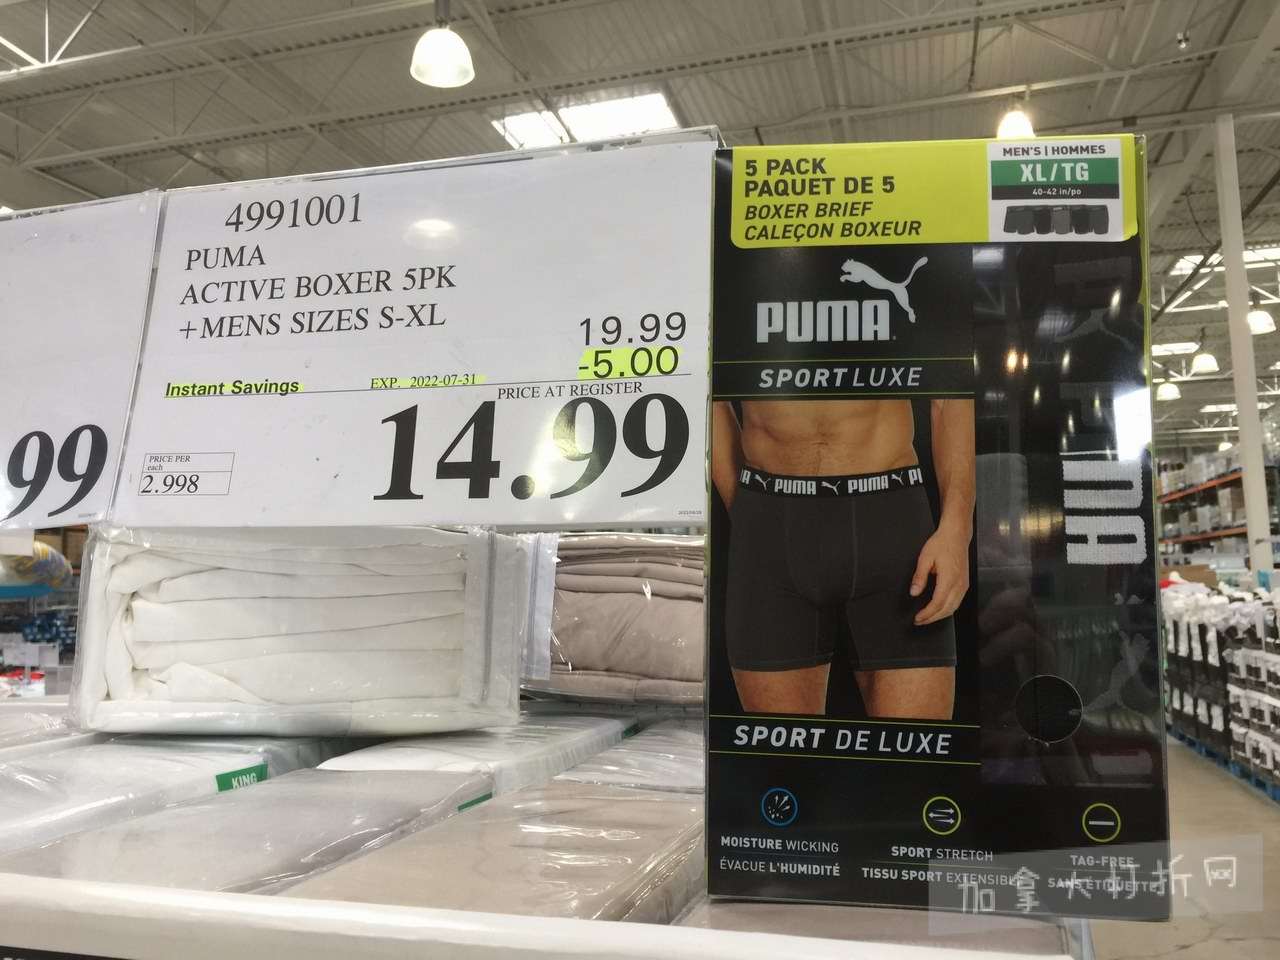 99
4991001
PUMA
ACTIVE BOXER 5PK
+MENS SIZES S-XL
19.99
-5.00
Instant Savings
EXP. 2022-07-31
PRICE AT REGISTER
14.99
PRICE PER
each
2.998
KING
5 PACK
PAQUET DE 5
BOXER BRIEF
CALEÇON BOXEUR
MEN'S | HOMMES
XL/TG
40-42 in/po
PUMA
SPORTLUXE
PUMA PUMA
PUMA
SPORT DE LUXE
MOISTURE WICKING
ÉVACUE L'HUMIDITÉ
SPORT STRETCH
TISSU SPORT EXTENSIBLE
TAG-FREE
SANS ÉTIQUETTE
加拿大打折网